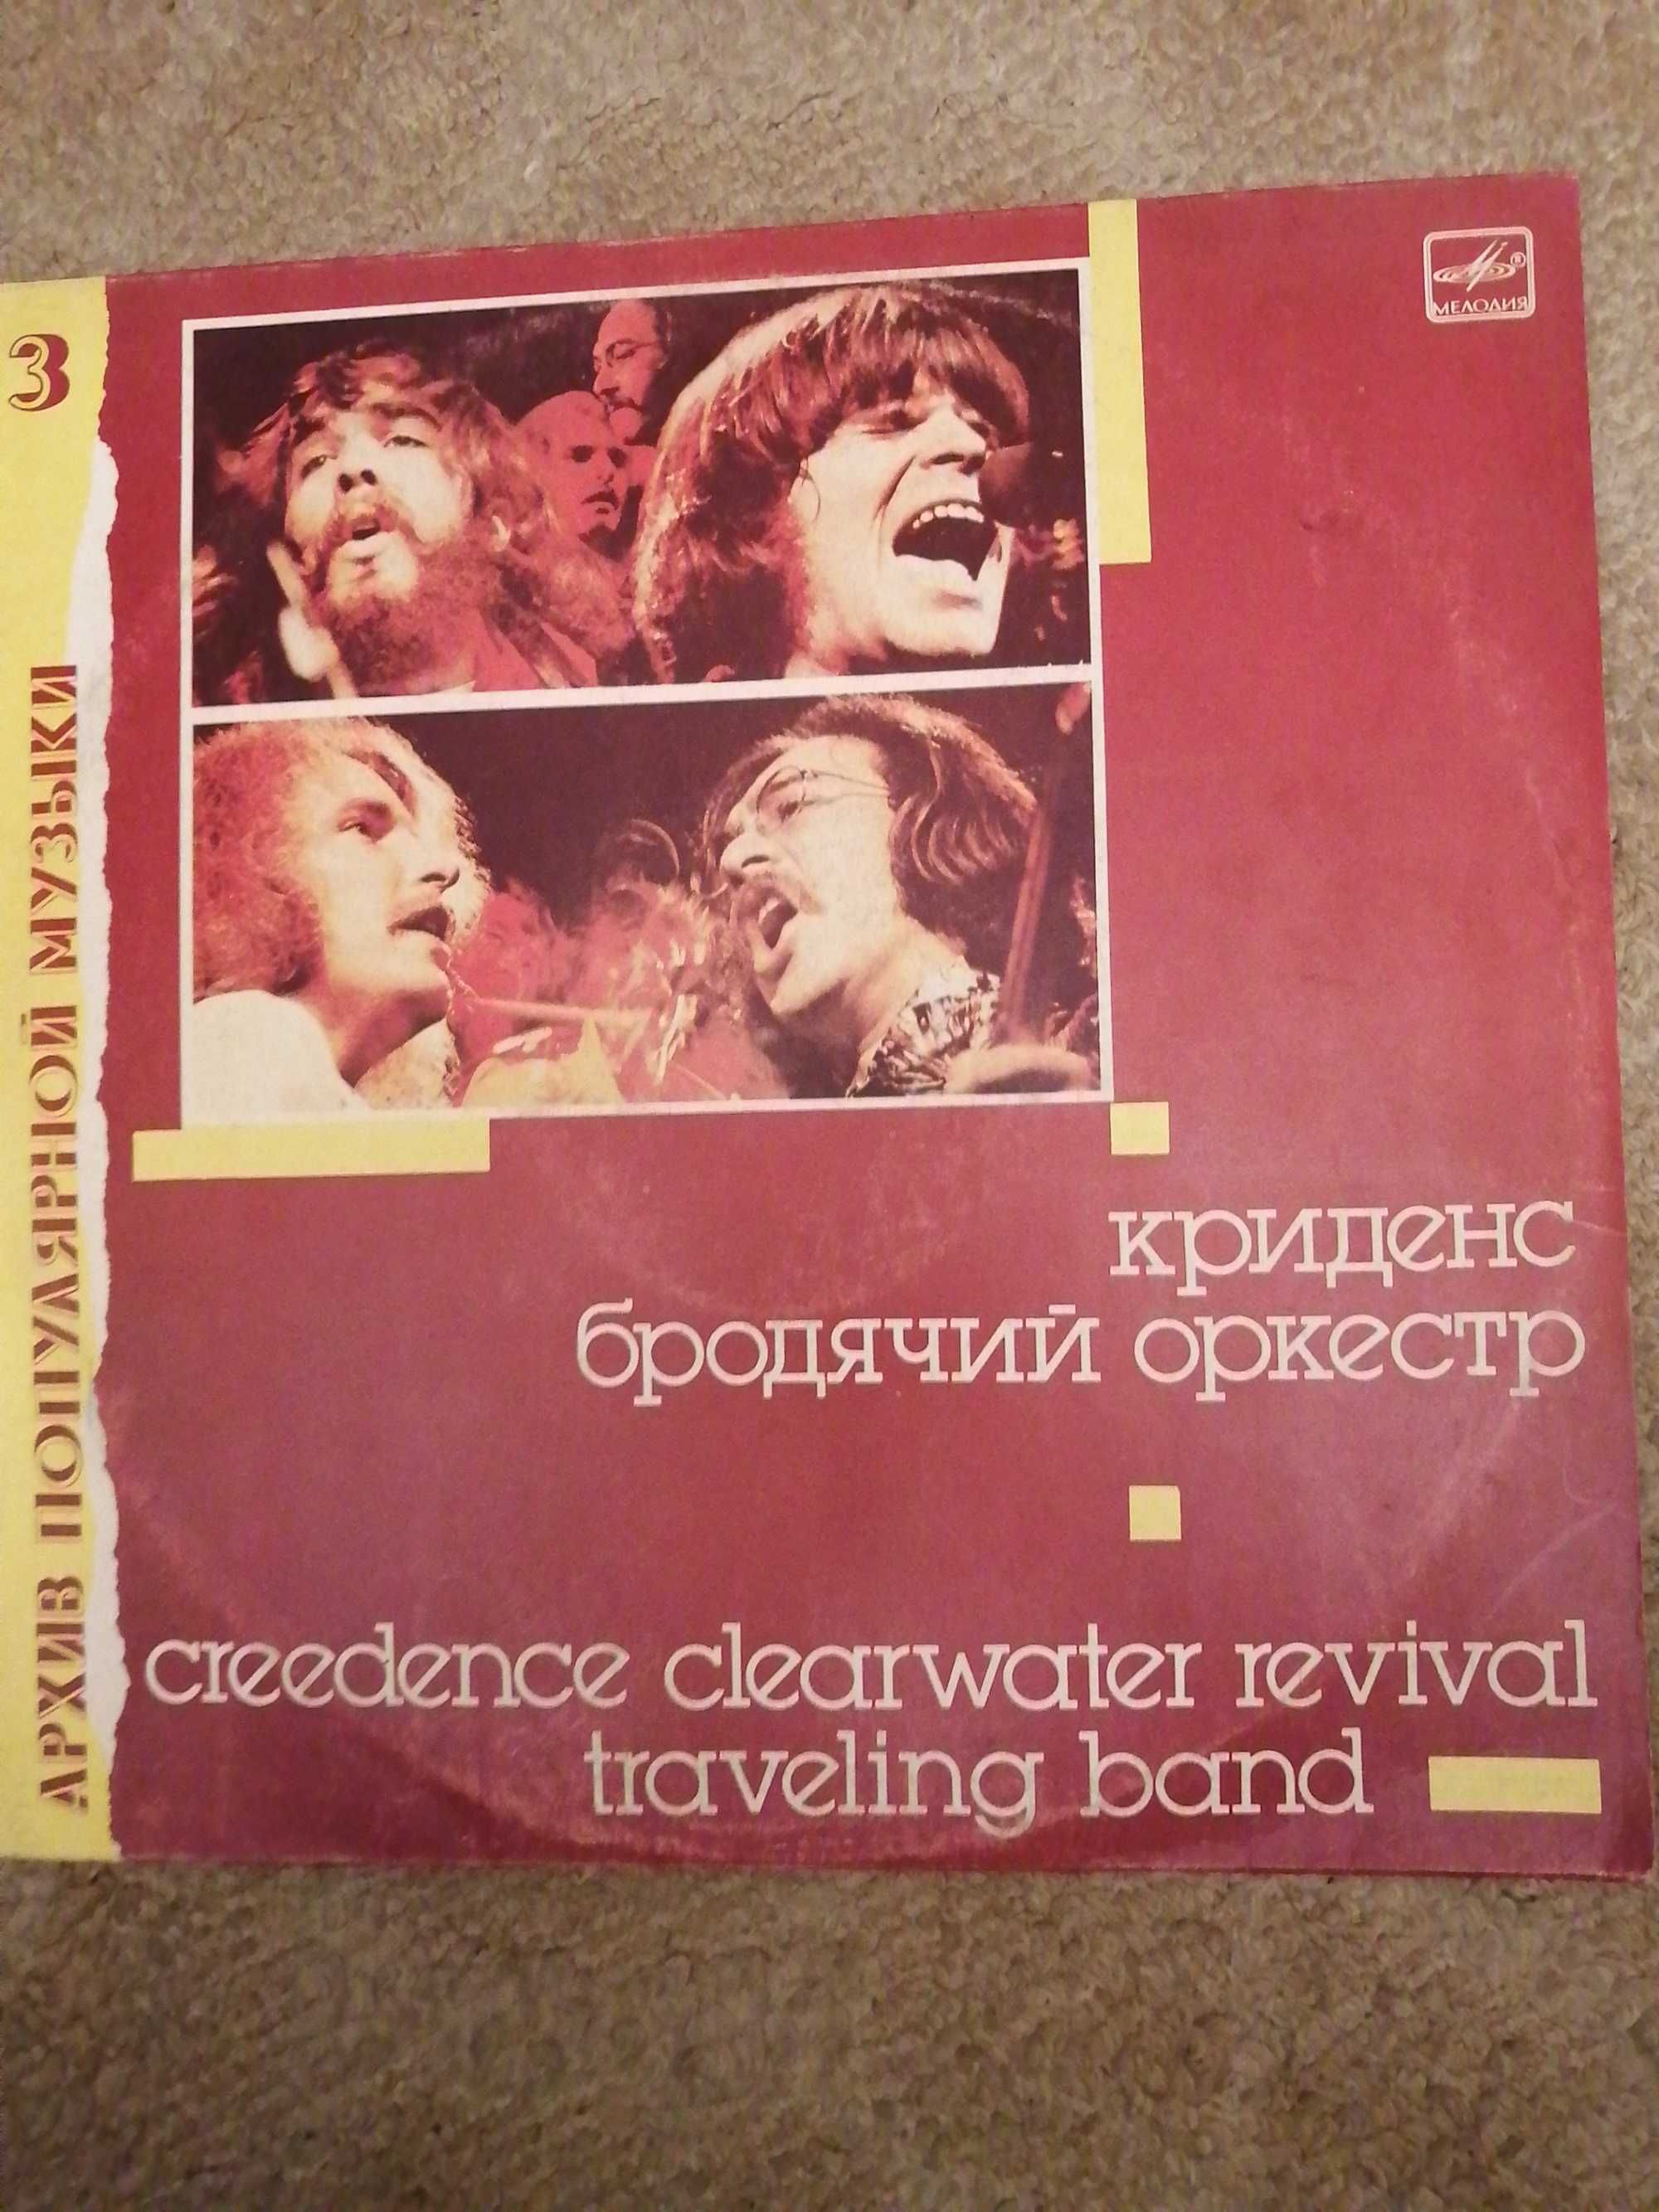 3
АРХИВ ПОПУЛЯРНОЙ МУЗЫКИ
МЕЛОДИЯ
криденс
бродячий оркестр
creedence clearwater revival
traveling band